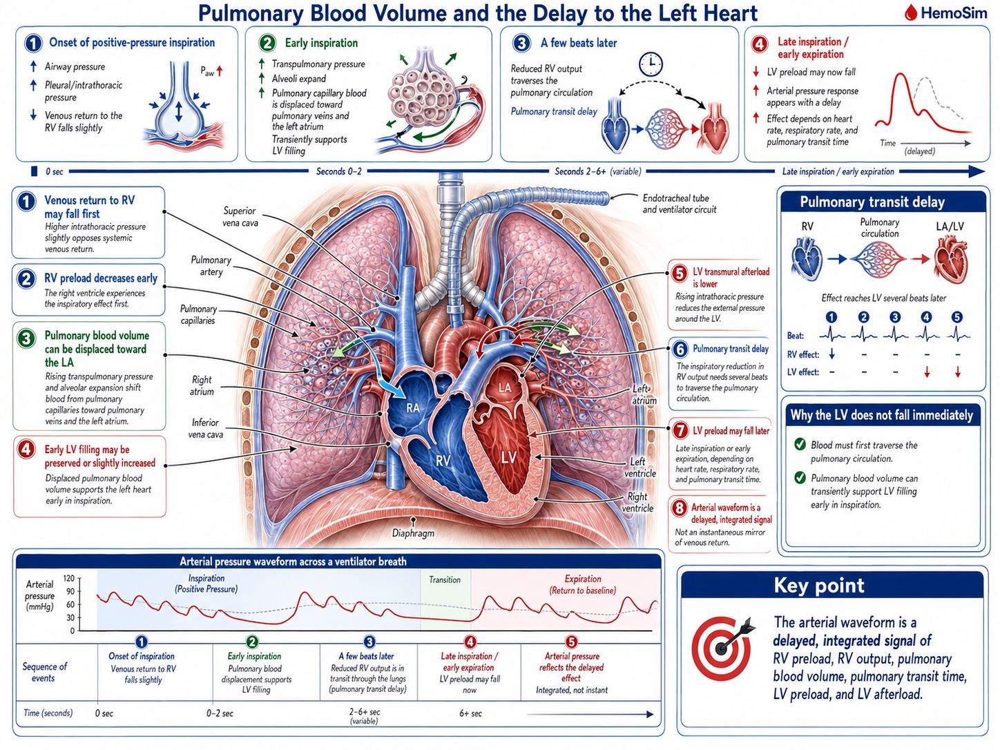 Pulmonary Blood Volume and the Delay to the Left Heart
HemoSim
1 Onset of positive-pressure inspiration
↑ Airway pressure
↑ Pleural/intrathoracic
pressure
↓ Venous return to the
RV falls slightly
Paw ↑
2 Early inspiration
↑ Transpulmonary pressure
↑ Alveoli expand
↑ Pulmonary capillary blood
is displaced toward
pulmonary veins and
the left atrium
Transiently supports
LV filling
3 A few beats later
Reduced RV output
traverses the
pulmonary circulation
Pulmonary transit delay
4 Late inspiration /
early expiration
↓ LV preload may now fall
↑ Arterial pressure response
appears with a delay
↑ Effect depends on heart
rate, respiratory rate, and
pulmonary transit time
Time
(delayed)
0 sec
Seconds 0–2
Seconds 2–6+ (variable)
Late inspiration / early expiration
1 Venous return to RV
may fall first
Higher intrathoracic pressure
slightly opposes systemic
venous return.
2 RV preload decreases early
The right ventricle experiences
the inspiratory effect first.
3 Pulmonary blood volume
can be displaced toward
the LA
Rising transpulmonary pressure
and alveolar expansion shift
blood from pulmonary
capillaries toward pulmonary
veins and the left atrium.
4 Early LV filling may be
preserved or slightly increased
Displaced pulmonary blood
volume supports the left heart
early in inspiration.
Superior
vena cava
Pulmonary
artery
Pulmonary
capillaries
Right
atrium
Inferior
vena cava
Endotracheal tube
and ventilator circuit
RA
RV
LA
LV
Left
atrium
Left
ventricle
Right
ventricle
Diaphragm
5 LV transmural afterload
is lower
Rising intrathoracic pressure
reduces the external pressure
around the LV.
6 Pulmonary transit delay
The inspiratory reduction in
RV output needs several beats
to traverse the pulmonary
circulation.
7 LV preload may fall later
Late inspiration or early
expiration, depending on
heart rate, respiratory rate,
and pulmonary transit time.
8 Arterial waveform is a
delayed, integrated signal
Not an instantaneous mirror
of venous return.
Pulmonary transit delay
RV
Pulmonary
circulation
LA/LV
Effect reaches LV several beats later
1 2 3 4 5
Beat:
RV effect: ↓ – – – –
LV effect: – – – ↓ ↓
Why the LV does not fall immediately
Blood must first traverse the
pulmonary circulation.
Pulmonary blood volume can
transiently support LV filling
early in inspiration.
Arterial pressure waveform across a ventilator breath
Arterial
pressure
(mmHg)
120
90
60
30
0
Inspiration
(Positive Pressure)
Transition
Expiration
(Return to baseline)
Sequence of
events
1
Onset of inspiration
Venous return to RV
falls slightly
2
Early inspiration
Pulmonary blood
displacement supports
LV filling
3
A few beats later
Reduced RV output is in
transit through the lungs
(pulmonary transit delay)
4
Late inspiration /
early expiration
LV preload may fall
now
5
Arterial pressure
reflects the delayed
effect
Integrated, not instant
Time (seconds)
0 sec
0–2 sec
2–6+ sec
(variable)
6+ sec
Key point
The arterial waveform is a
delayed, integrated signal of
RV preload, RV output, pulmonary
blood volume, pulmonary transit time,
LV preload, and LV afterload.